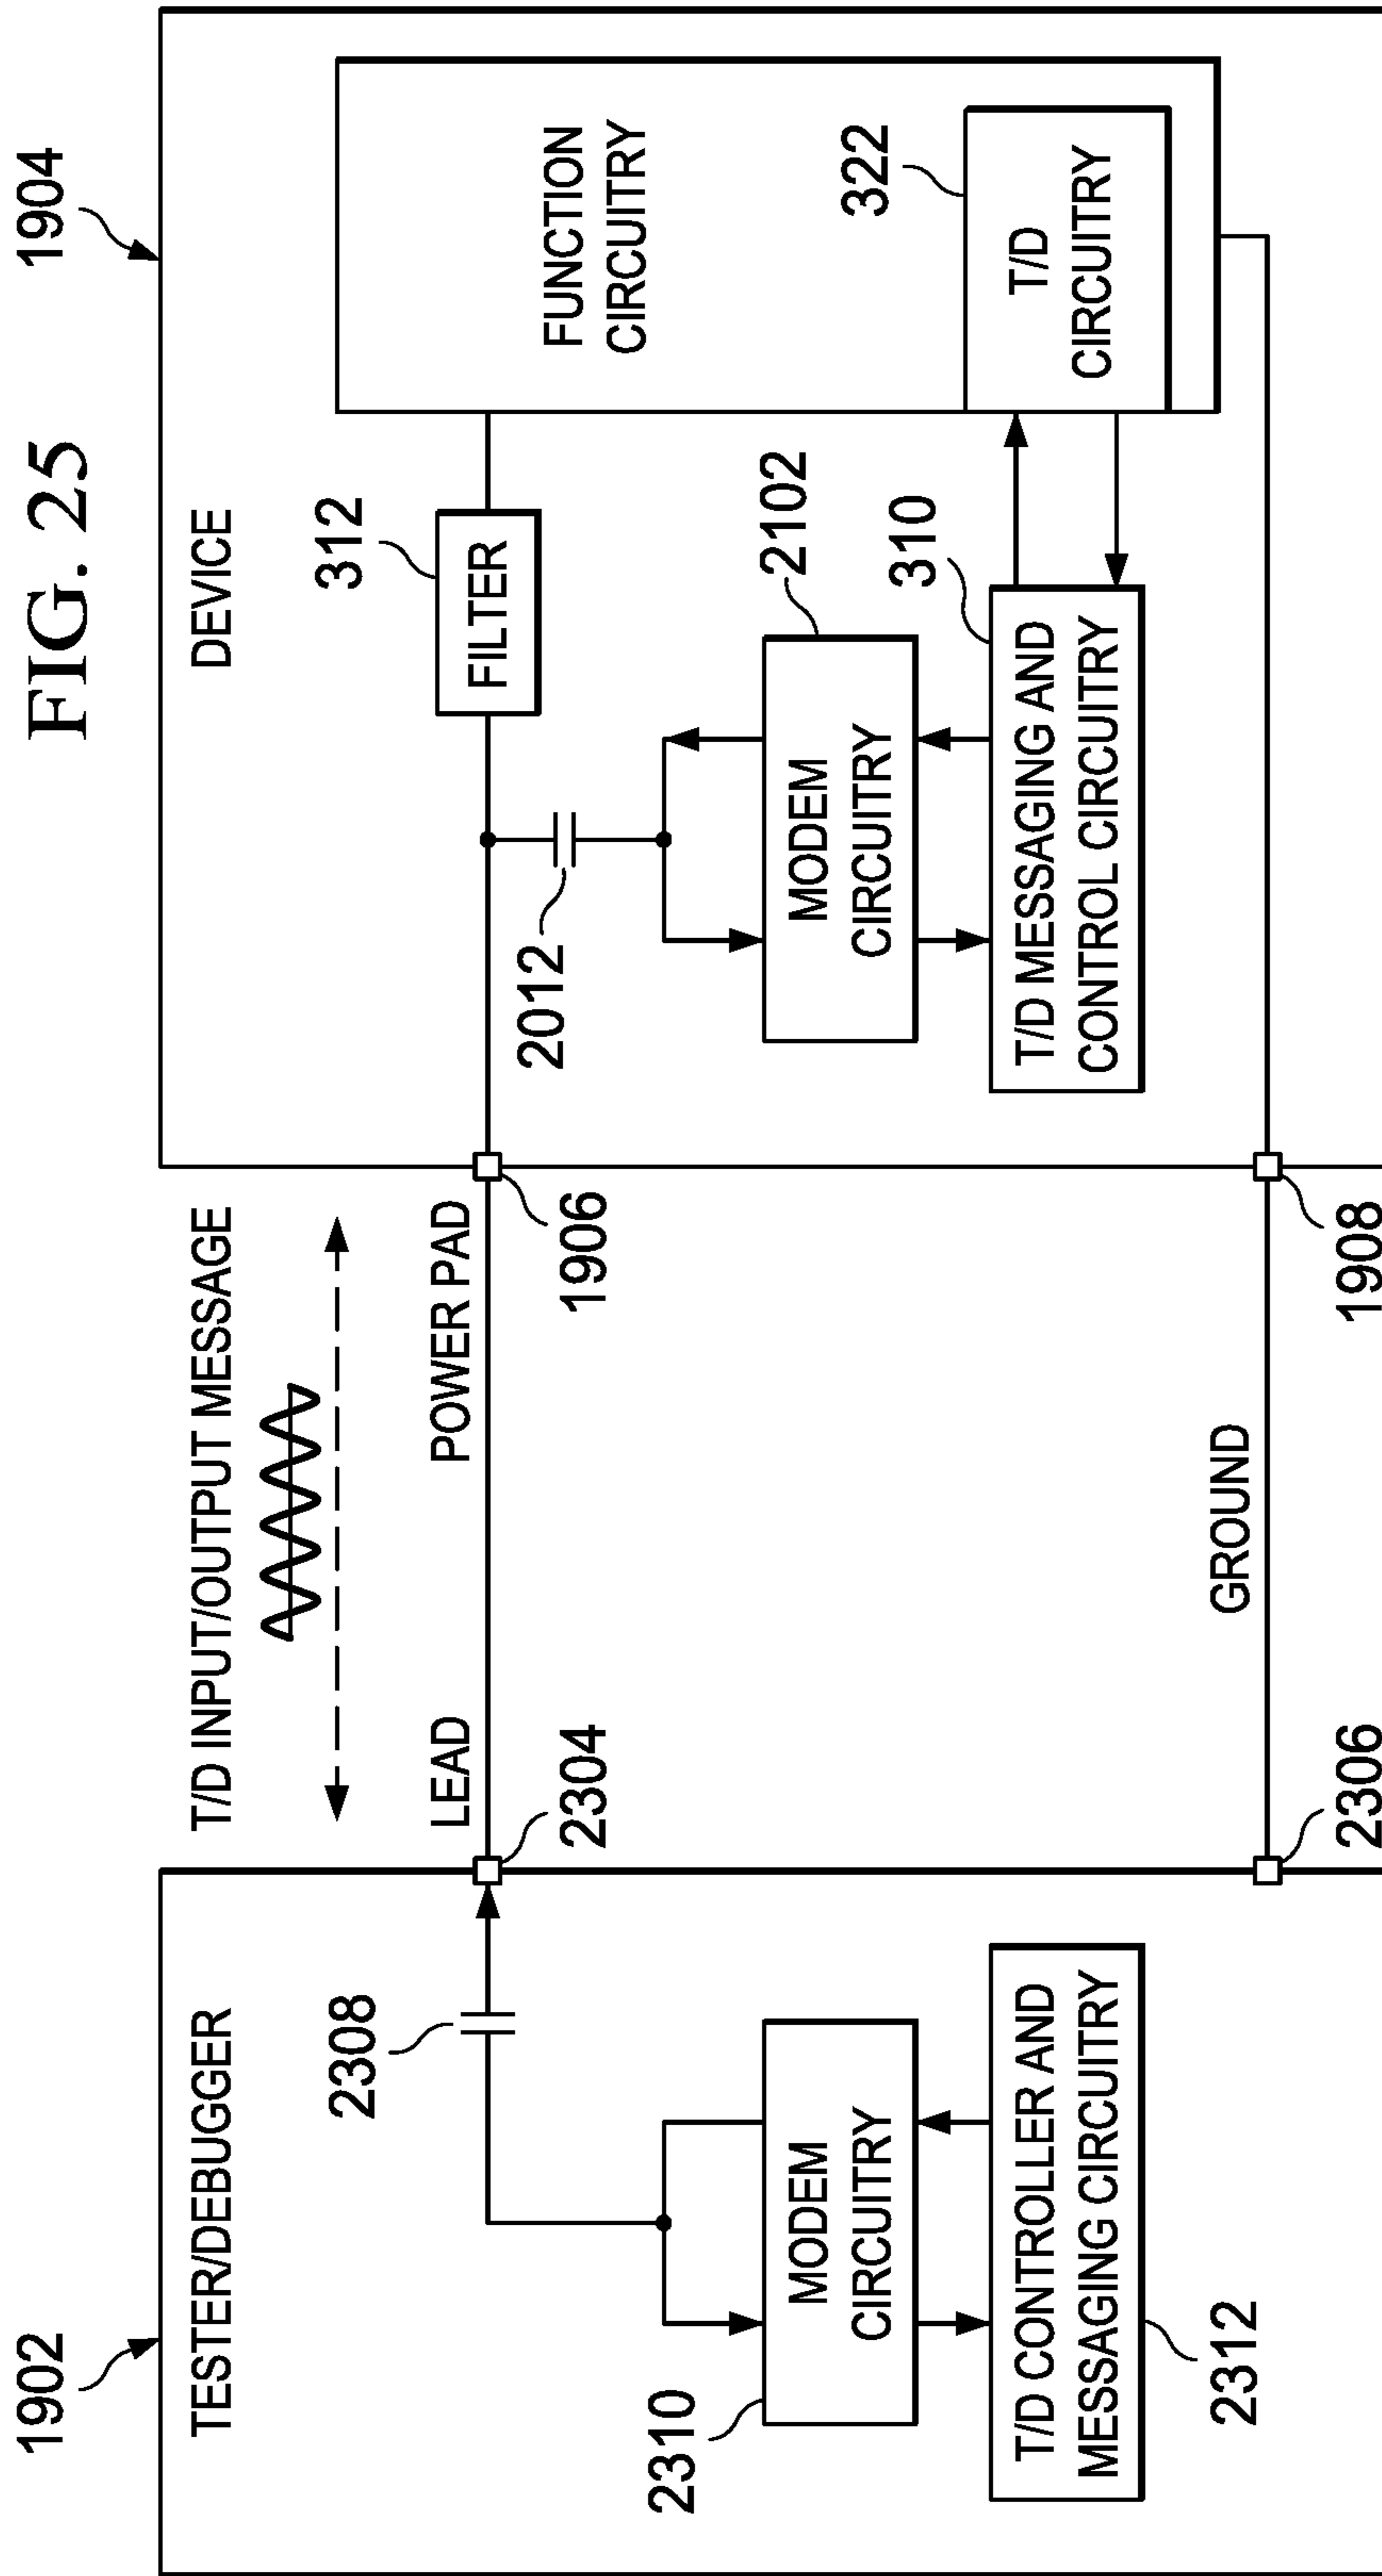 FIG. 25
1902
TESTER/DEBUGGER
2308
MODEM
CIRCUITRY
2310
T/D CONTROLLER AND
MESSAGING CIRCUITRY
2312
T/D INPUT/OUTPUT MESSAGE
LEAD
POWER PAD
2304
1906
GROUND
2306
1908
1904
DEVICE
312
FILTER
2012
FUNCTION
CIRCUITRY
2102
MODEM
CIRCUITRY
322
T/D
CIRCUITRY
310
T/D MESSAGING AND
CONTROL CIRCUITRY